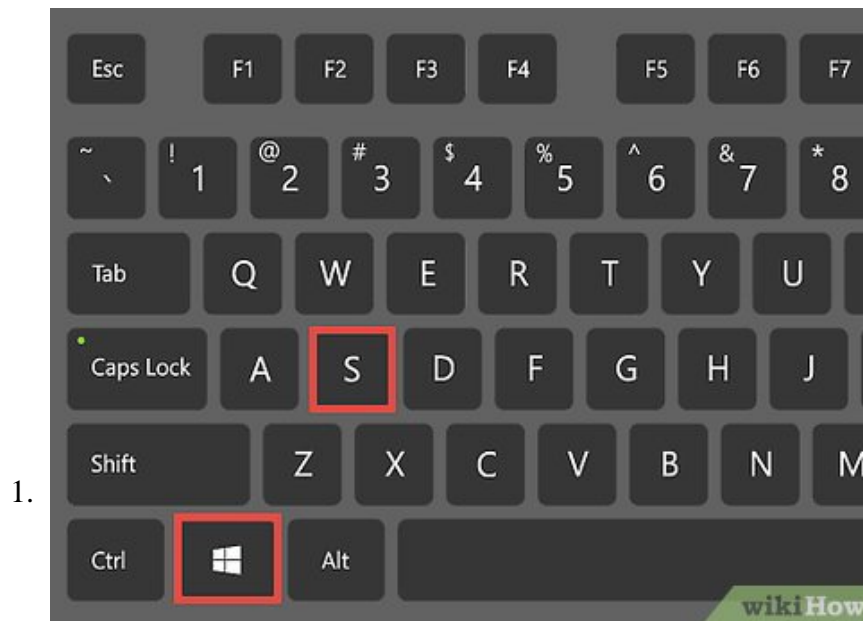 Esc F1 F2 F3 F4 F5 F6 F7
~ ` ! 1 @ 2 # 3 $ 4 % 5 ^ 6 & 7 * 8
Tab Q W E R T Y U
Caps Lock A S D F G H J
Shift Z X C V B N M
1.
Ctrl Alt
wikiHow